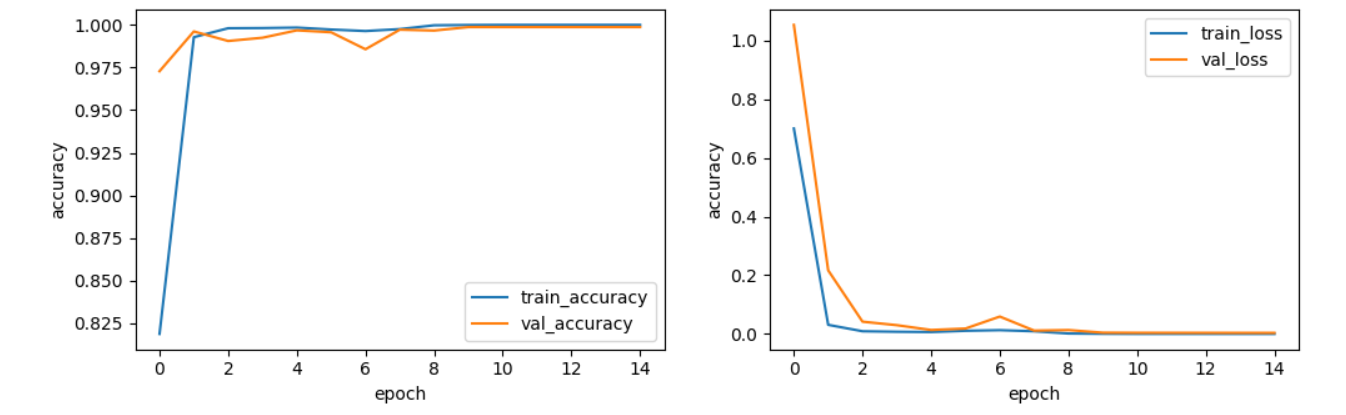 1.000
0.975
0.950
0.925
0.900
0.875
0.850
0.825
accuracy
train_accuracy
val_accuracy
0 2 4 6 8 10 12 14
epoch
1.0
0.8
0.6
0.4
0.2
0.0
accuracy
train_loss
val_loss
0 2 4 6 8 10 12 14
epoch